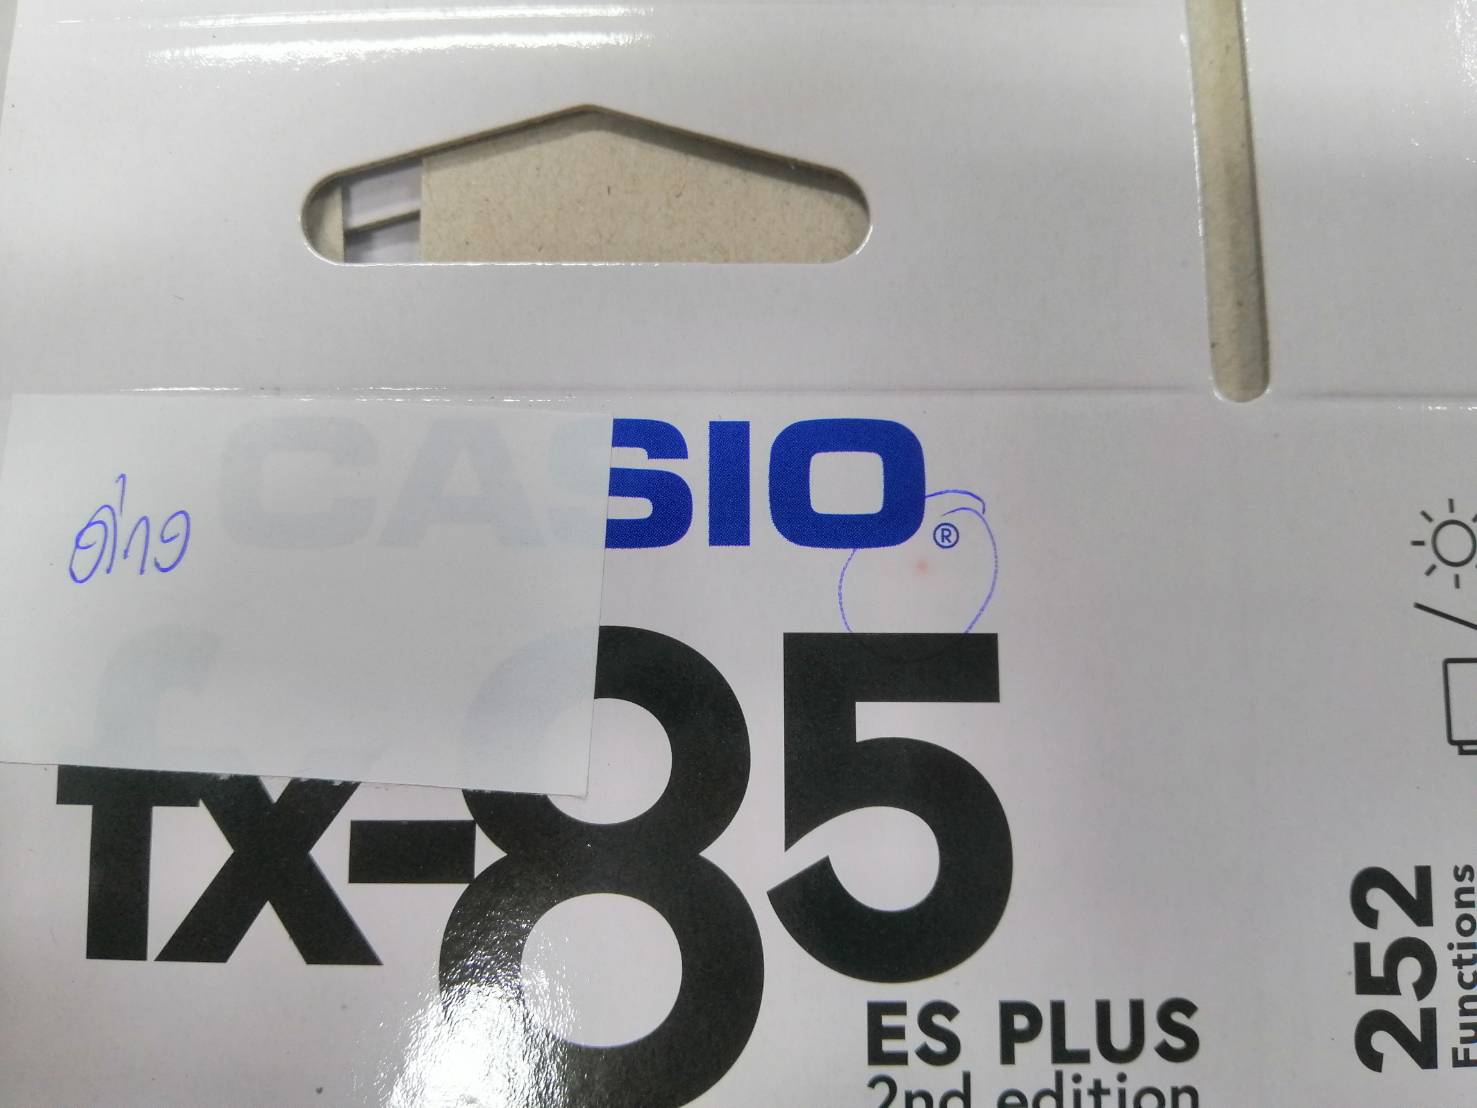 CASIO®
ด่าง
fx-85
ES PLUS
2nd edition
252
Functions